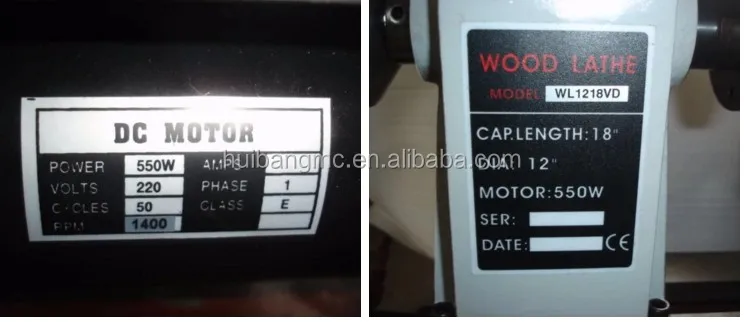 DC MOTOR
POWER 550W AMPS
VOLTS 220 PHASE 1
CYCLES 50 CLASS E
RPM 1400
WOOD LATHE
MODEL WL1218VD
CAP.LENGTH:18"
DIA:12"
MOTOR:550W
SER:
DATE: CE
huibangmc.en.alibaba.com